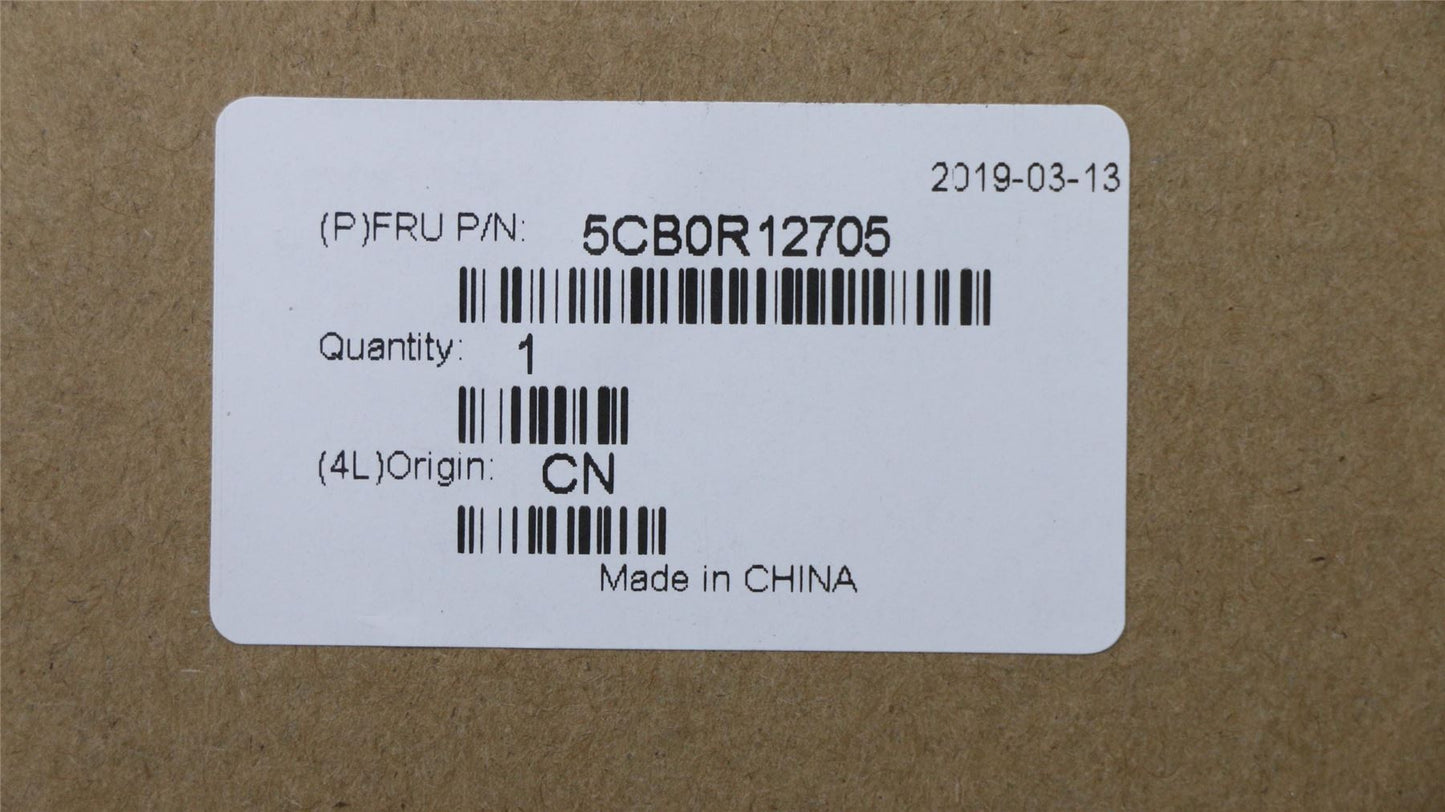 2019-03-13
(P)FRU P/N: 5CB0R12705
Quantity: 1
(4L)Origin: CN
Made in CHINA